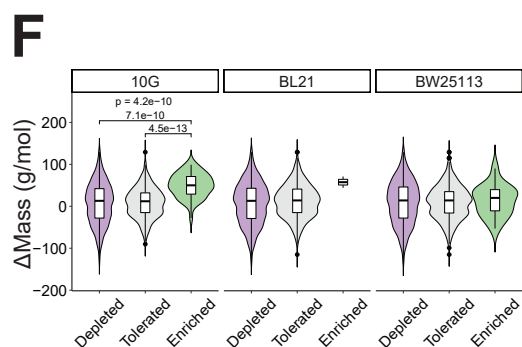 F
10G BL21 BW25113
p = 4.2e−10
7.1e−10
4.5e−13
ΔMass (g/mol)
200
100
0
−100
−200
Depleted Tolerated Enriched Depleted Tolerated Enriched Depleted Tolerated Enriched